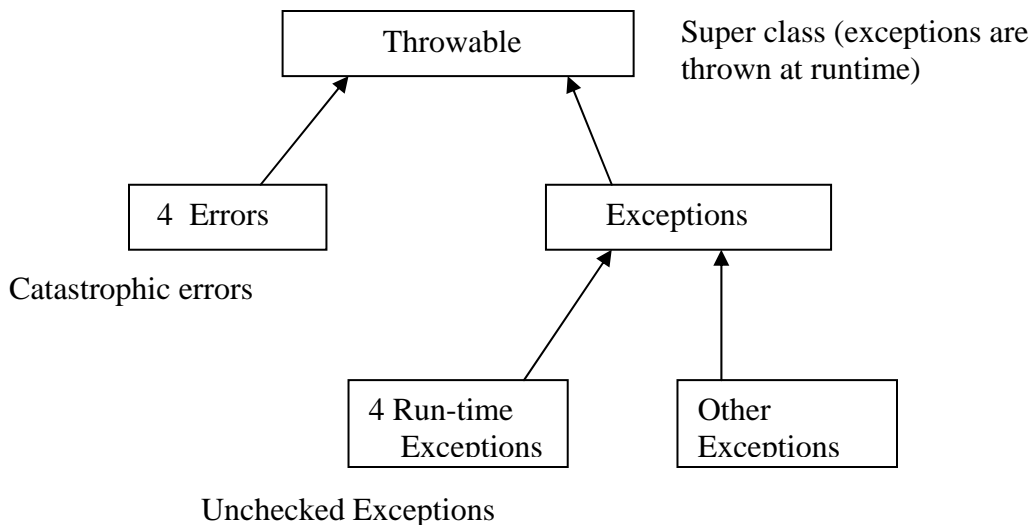 Throwable
Super class (exceptions are
thrown at runtime)
4 Errors
Exceptions
Catastrophic errors
4 Run-time
Exceptions
Other
Exceptions
Unchecked Exceptions